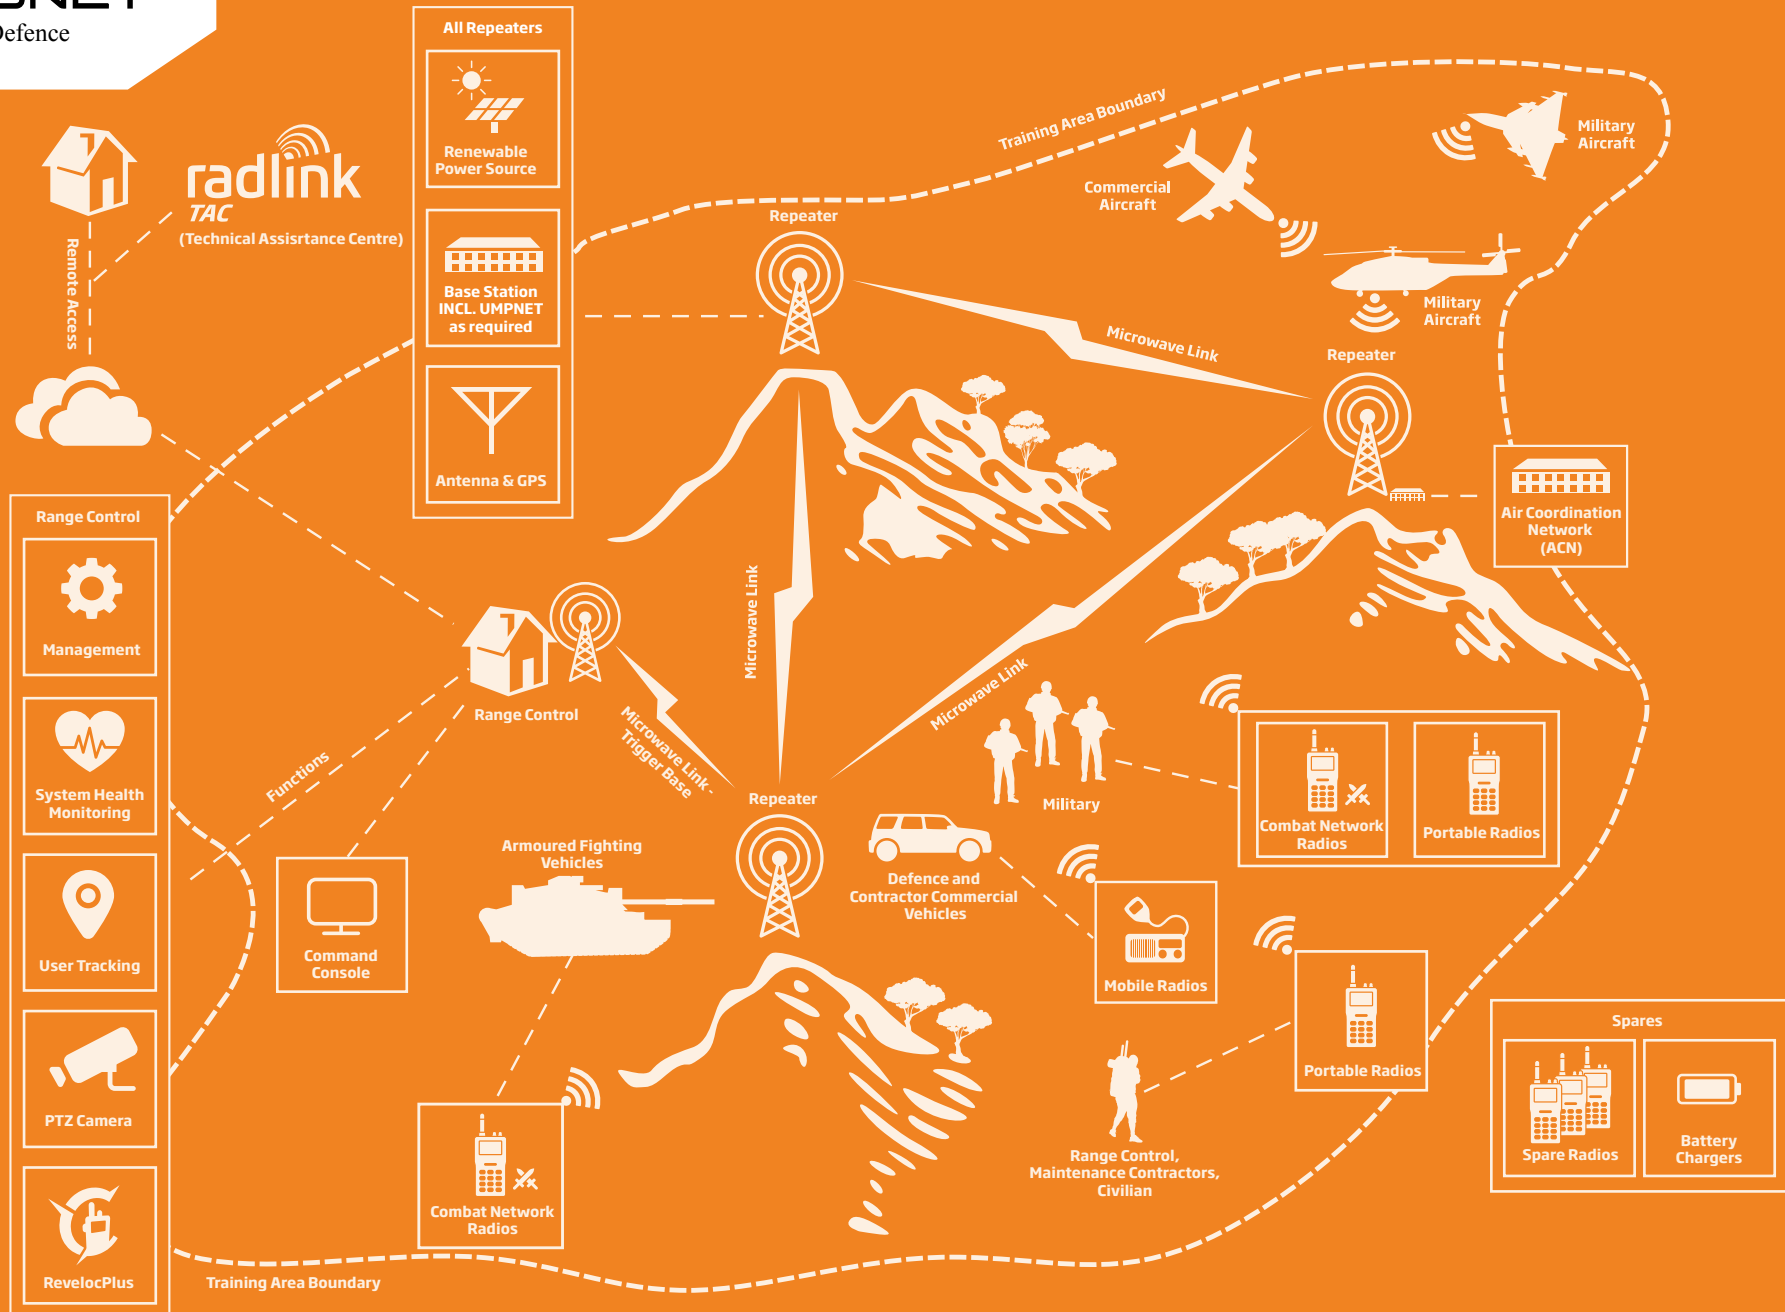 Defence
All Repeaters
Renewable
Power Source
Base Station
INCL. UMPNET
as required
Antenna & GPS
radlink
TAC
(Technical Assisrtance Centre)
Remote Access
Training Area Boundary
Commercial
Aircraft
Military
Aircraft
Military
Aircraft
Repeater
Microwave Link
Repeater
Air Coordination
Network
(ACN)
Range Control
Management
System Health
Monitoring
User Tracking
PTZ Camera
RevelocPlus
Functions
Range Control
Microwave Link -
Trigger Base
Microwave Link
Microwave Link
Command
Console
Armoured Fighting
Vehicles
Repeater
Military
Combat Network
Radios
Portable Radios
Defence and
Contractor Commercial
Vehicles
Mobile Radios
Portable Radios
Range Control,
Maintenance Contractors,
Civilian
Combat Network
Radios
Spares
Spare Radios
Battery
Chargers
Training Area Boundary